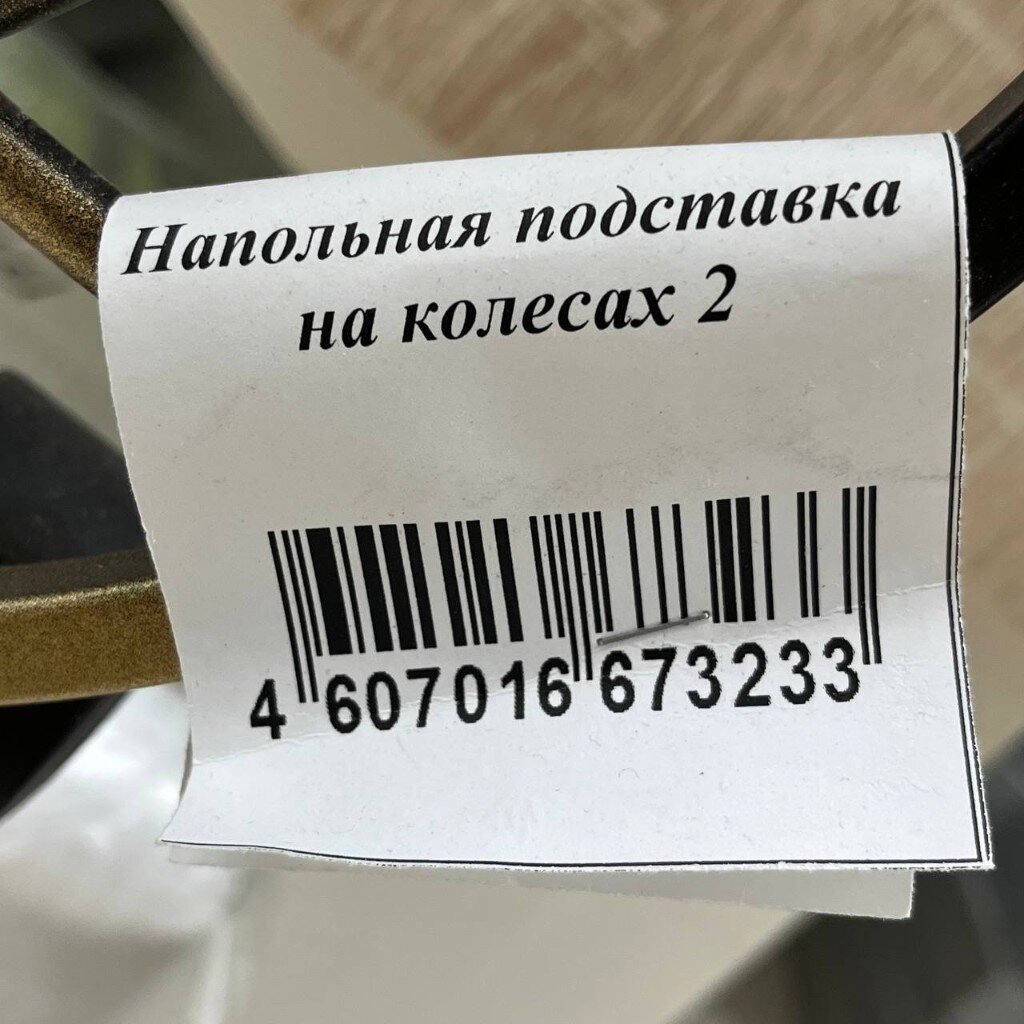 Напольная подставка
на колесах 2
4 607016 673233